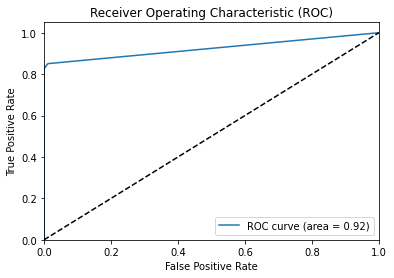 Receiver Operating Characteristic (ROC)
True Positive Rate
1.0
0.8
0.6
0.4
0.2
0.0
0.0 0.2 0.4 0.6 0.8 1.0
False Positive Rate
ROC curve (area = 0.92)